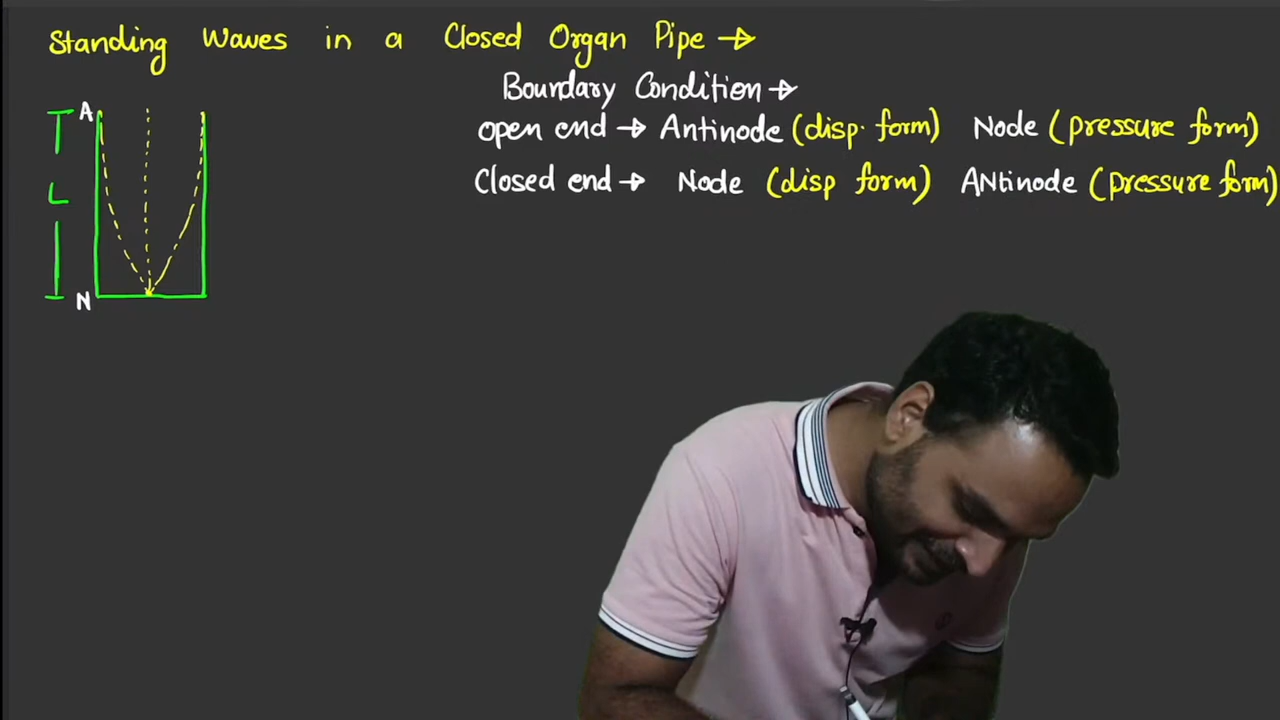 Standing Waves in a Closed Organ Pipe →
Boundary Condition →
open end → Antinode (disp. form) Node (pressure form)
Closed end → Node (disp form) ANtinode (pressure form)
A
L
N